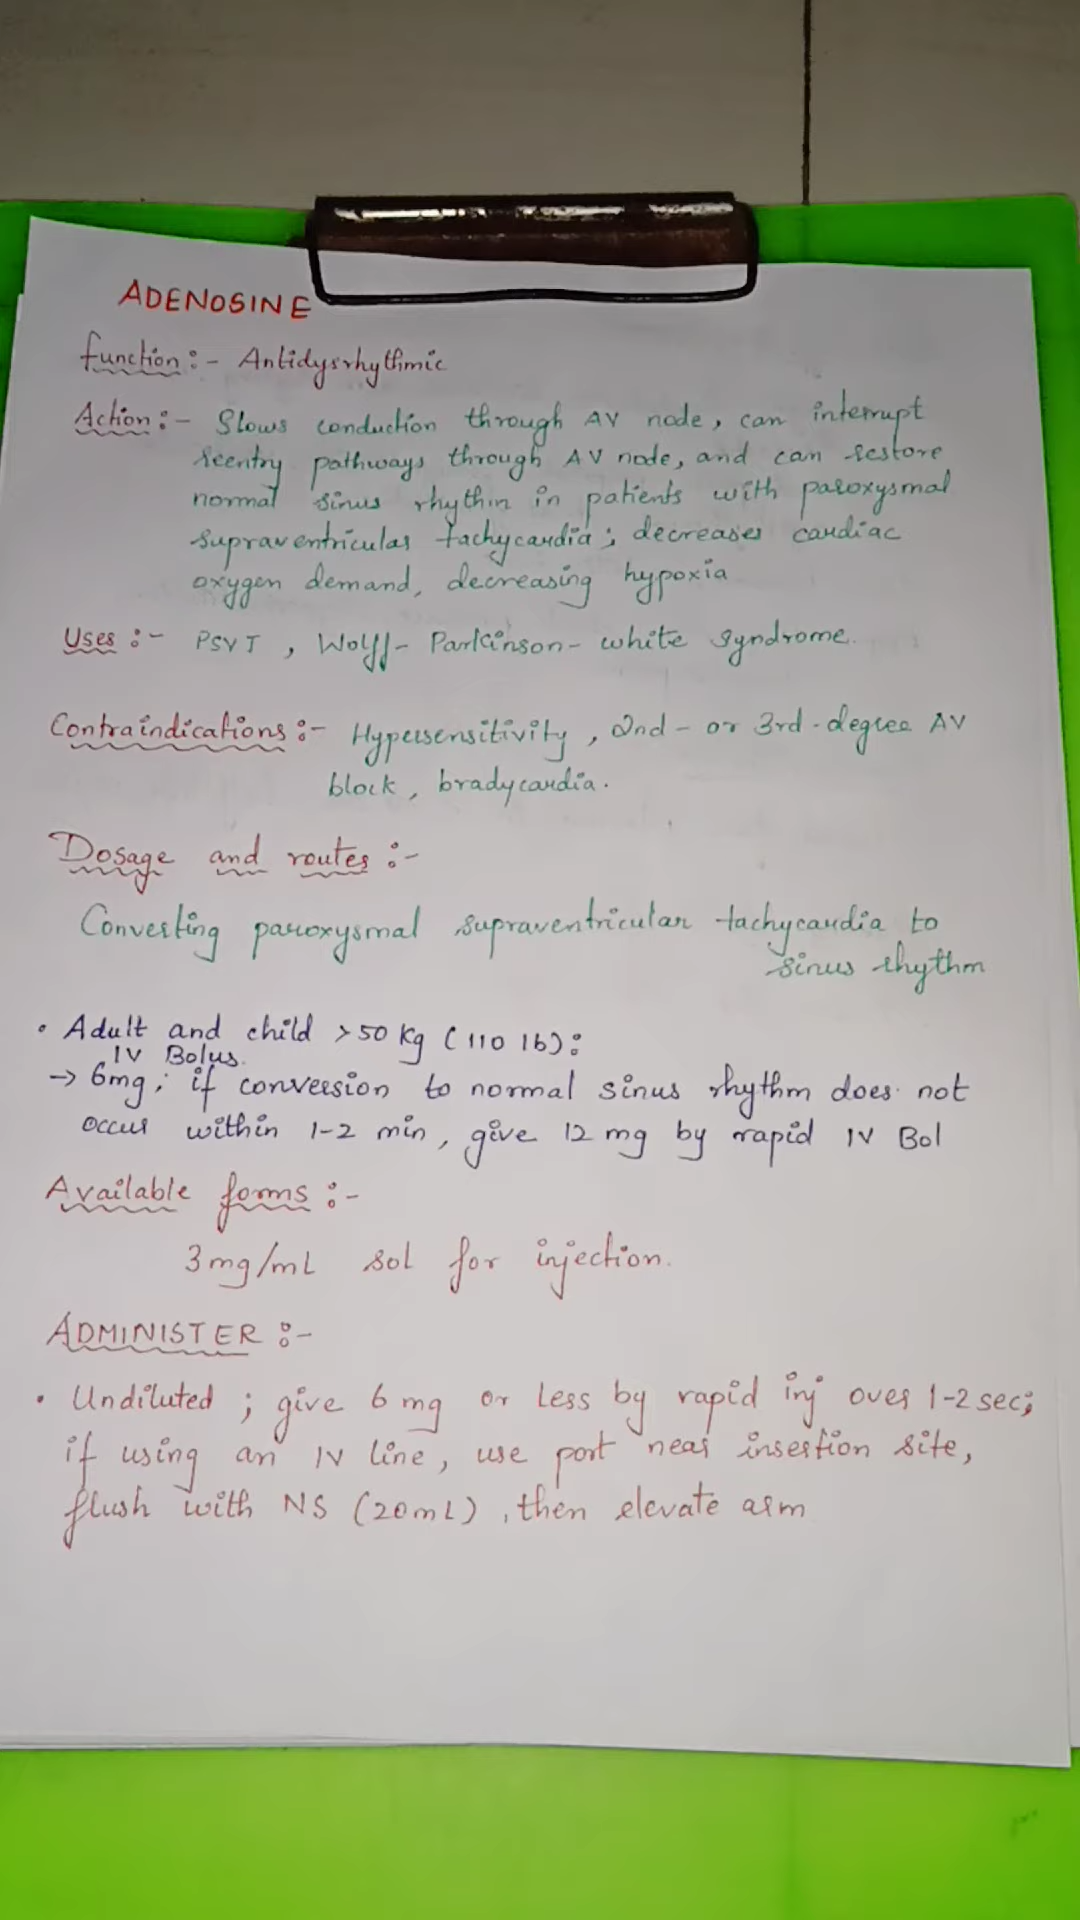 ADENOSINE
Function:- Antidysrhythmic
Action:- Slows conduction through AV node, can interrupt
reentry pathways through AV node, and can restore
normal sinus rhythm in patients with paroxysmal
supraventricular tachycardia; decreases cardiac
oxygen demand, decreasing hypoxia
Uses:- PSVT, Wolff-Parkinson-white syndrome.
Contraindications:- Hypersensitivity, 2nd- or 3rd-degree AV
block, bradycardia.
Dosage and routes:-
Converting paroxysmal supraventricular tachycardia to
sinus rhythm
• Adult and child >50 kg (110 lb):
IV Bolus.
→ 6mg; if conversion to normal sinus rhythm does not
occur within 1-2 min, give 12 mg by rapid IV Bol
Available forms:-
3mg/mL sol for injection.
ADMINISTER:-
• Undiluted; give 6 mg or less by rapid inj over 1-2 sec;
if using an IV line, use port near insertion site,
flush with NS (20mL), then elevate arm